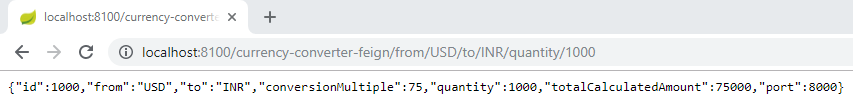 localhost:8100/currency-converte
localhost:8100/currency-converter-feign/from/USD/to/INR/quantity/1000
{"id":1000,"from":"USD","to":"INR","conversionMultiple":75,"quantity":1000,"totalCalculatedAmount":75000,"port":8000}